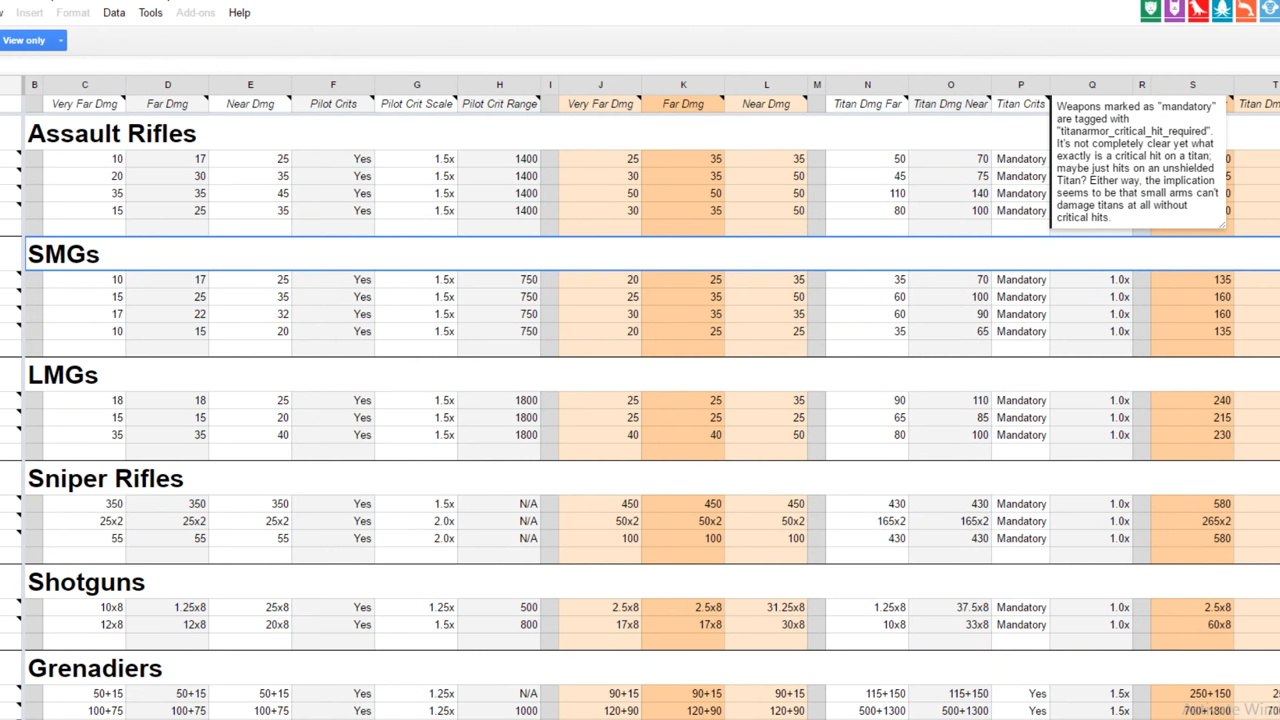 Insert Format Data Tools Add-ons Help
View only
B C D E F G H I J K L M N O P Q R S T
Very Far Dmg Far Dmg Near Dmg Pilot Crits Pilot Crit Scale Pilot Crit Range Very Far Dmg Far Dmg Near Dmg Titan Dmg Far Titan Dmg Near Titan Crits Titan Dm
Weapons marked as "mandatory"
are tagged with
"titanarmor_critical_hit_required".
It's not completely clear yet what
exactly is a critical hit on a titan;
maybe just hits on an unshielded
Titan? Either way, the implication
seems to be that small arms can't
damage titans at all without
critical hits.
Assault Rifles
10 17 25 Yes 1.5x 1400 25 35 35 50 70 Mandatory
20 30 35 Yes 1.5x 1400 30 35 50 45 75 Mandatory
35 35 45 Yes 1.5x 1400 50 50 50 110 140 Mandatory
15 25 35 Yes 1.5x 1400 30 35 50 80 100 Mandatory
SMGs
10 17 25 Yes 1.5x 750 20 25 35 35 70 Mandatory 1.0x 135
15 25 35 Yes 1.5x 750 25 35 50 60 100 Mandatory 1.0x 160
17 22 32 Yes 1.5x 750 30 35 35 60 90 Mandatory 1.0x 160
10 15 20 Yes 1.5x 750 20 25 25 35 65 Mandatory 1.0x 135
LMGs
18 18 25 Yes 1.5x 1800 25 25 35 90 110 Mandatory 1.0x 240
15 15 20 Yes 1.5x 1800 25 25 25 65 85 Mandatory 1.0x 215
35 35 40 Yes 1.5x 1800 40 40 50 80 100 Mandatory 1.0x 230
Sniper Rifles
350 350 350 Yes 1.5x N/A 450 450 450 430 430 Mandatory 1.0x 580
25x2 25x2 25x2 Yes 2.0x N/A 50x2 50x2 50x2 165x2 165x2 Mandatory 1.0x 265x2
55 55 55 Yes 2.0x N/A 100 100 100 430 430 Mandatory 1.0x 580
Shotguns
10x8 1.25x8 25x8 Yes 1.25x 500 2.5x8 2.5x8 31.25x8 1.25x8 37.5x8 Mandatory 1.0x 2.5x8
12x8 12x8 20x8 Yes 1.5x 800 17x8 17x8 30x8 10x8 33x8 Mandatory 1.0x 60x8
Grenadiers
50+15 50+15 50+15 Yes 1.25x N/A 90+15 90+15 90+15 115+150 115+150 Yes 1.5x 250+150
100+75 100+75 100+75 Yes 1.25x 1000 120+90 120+90 120+90 500+1300 500+1300 Yes 1.5x 700+1800